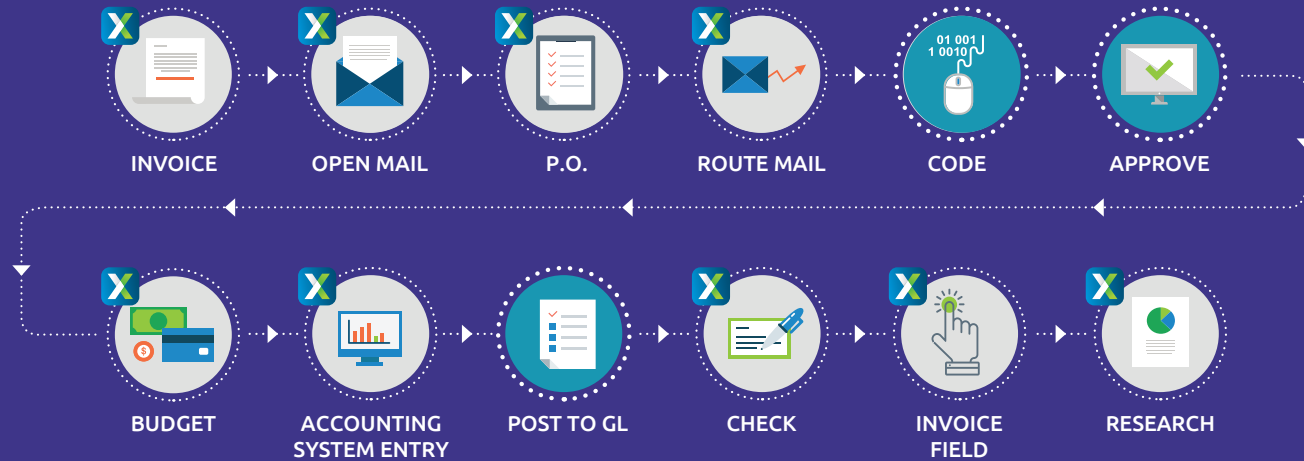 01 001
1 0010
INVOICE
OPEN MAIL
P.O.
ROUTE MAIL
CODE
APPROVE
$
BUDGET
ACCOUNTING
SYSTEM ENTRY
POST TO GL
CHECK
INVOICE
FIELD
RESEARCH